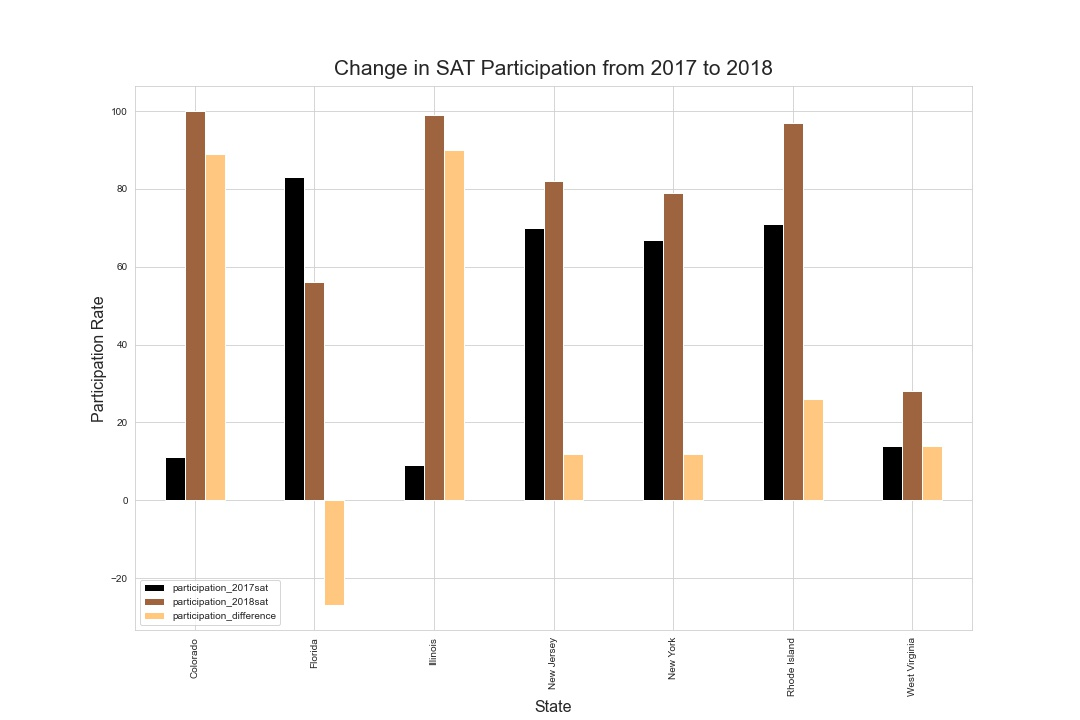 Change in SAT Participation from 2017 to 2018
Participation Rate
100
80
60
40
20
0
−20
participation_2017sat
participation_2018sat
participation_difference
Colorado
Florida
Illinois
New Jersey
New York
Rhode Island
West Virginia
State